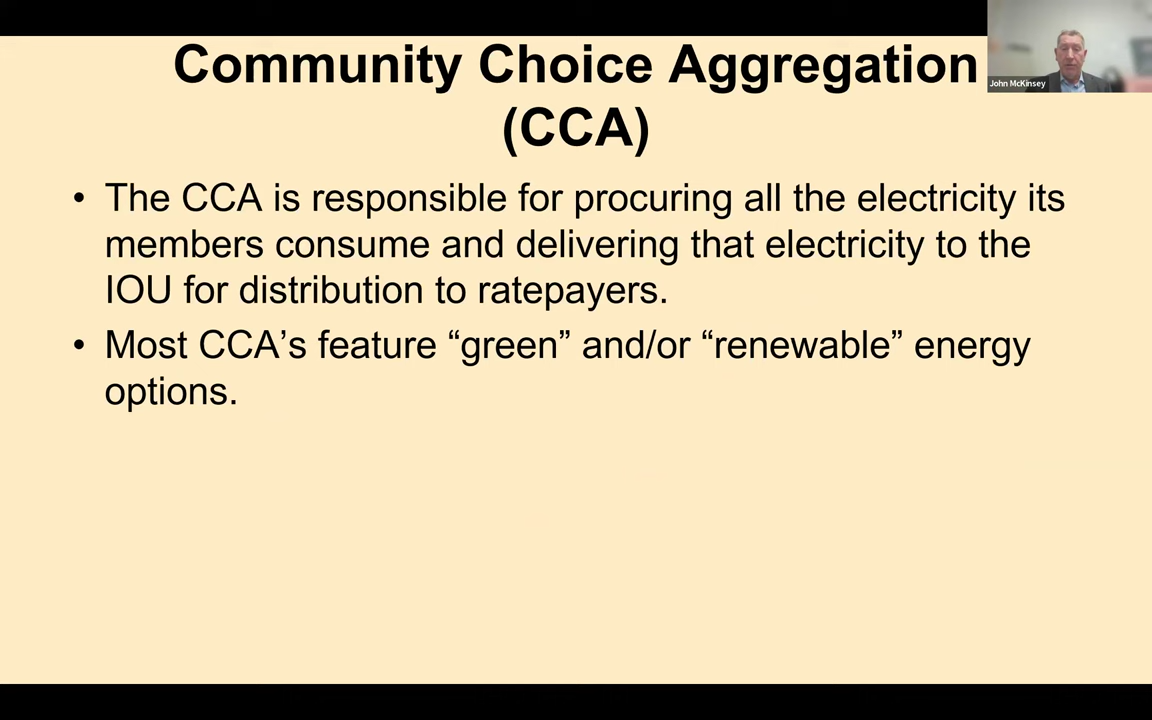 Community Choice Aggregation
(CCA)
John McKinsey
• The CCA is responsible for procuring all the electricity its
members consume and delivering that electricity to the
IOU for distribution to ratepayers.
• Most CCA’s feature “green” and/or “renewable” energy
options.